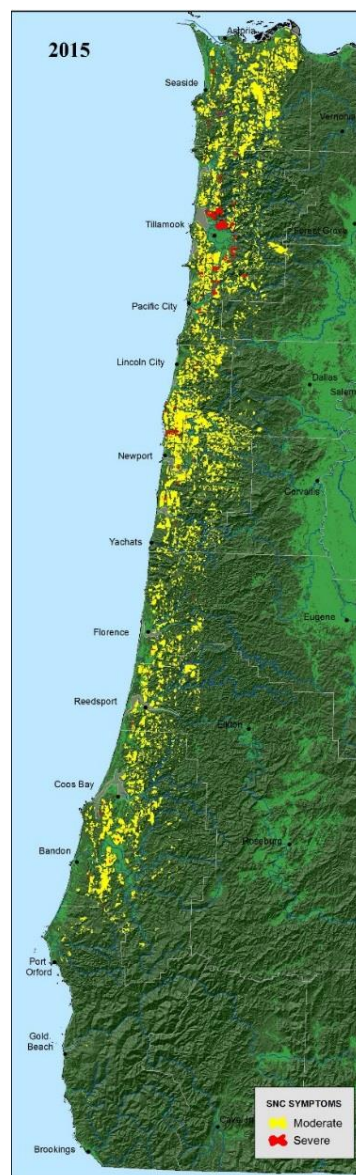 2015
Astoria
Seaside
Vernonia
Tillamook
Forest Grove
Pacific City
Lincoln City
Dallas
Salem
Newport
Corvallis
Yachats
Eugene
Florence
Reedsport
Elkton
Coos Bay
Roseburg
Bandon
Port
Orford
Gold
Beach
SNC SYMPTOMS
Moderate
Severe
Brookings